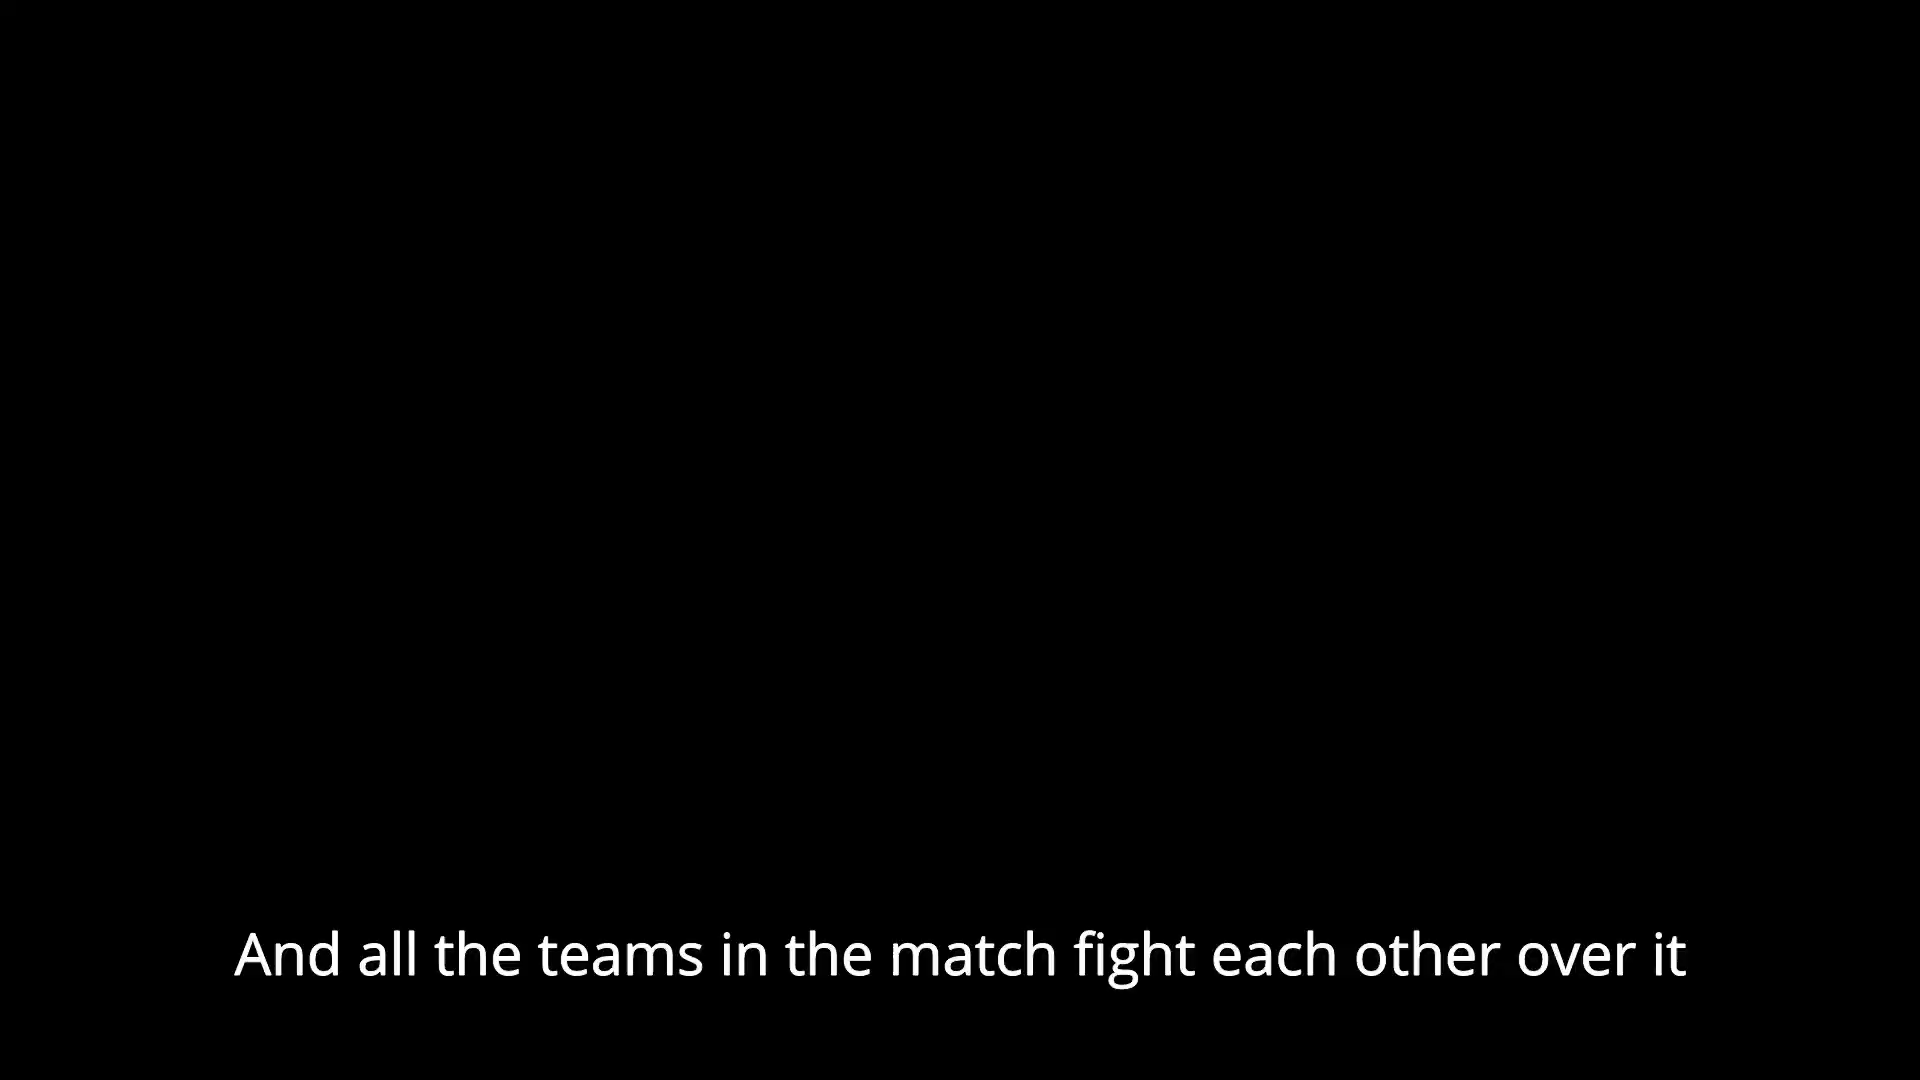 And all the teams in the match fight each other over it